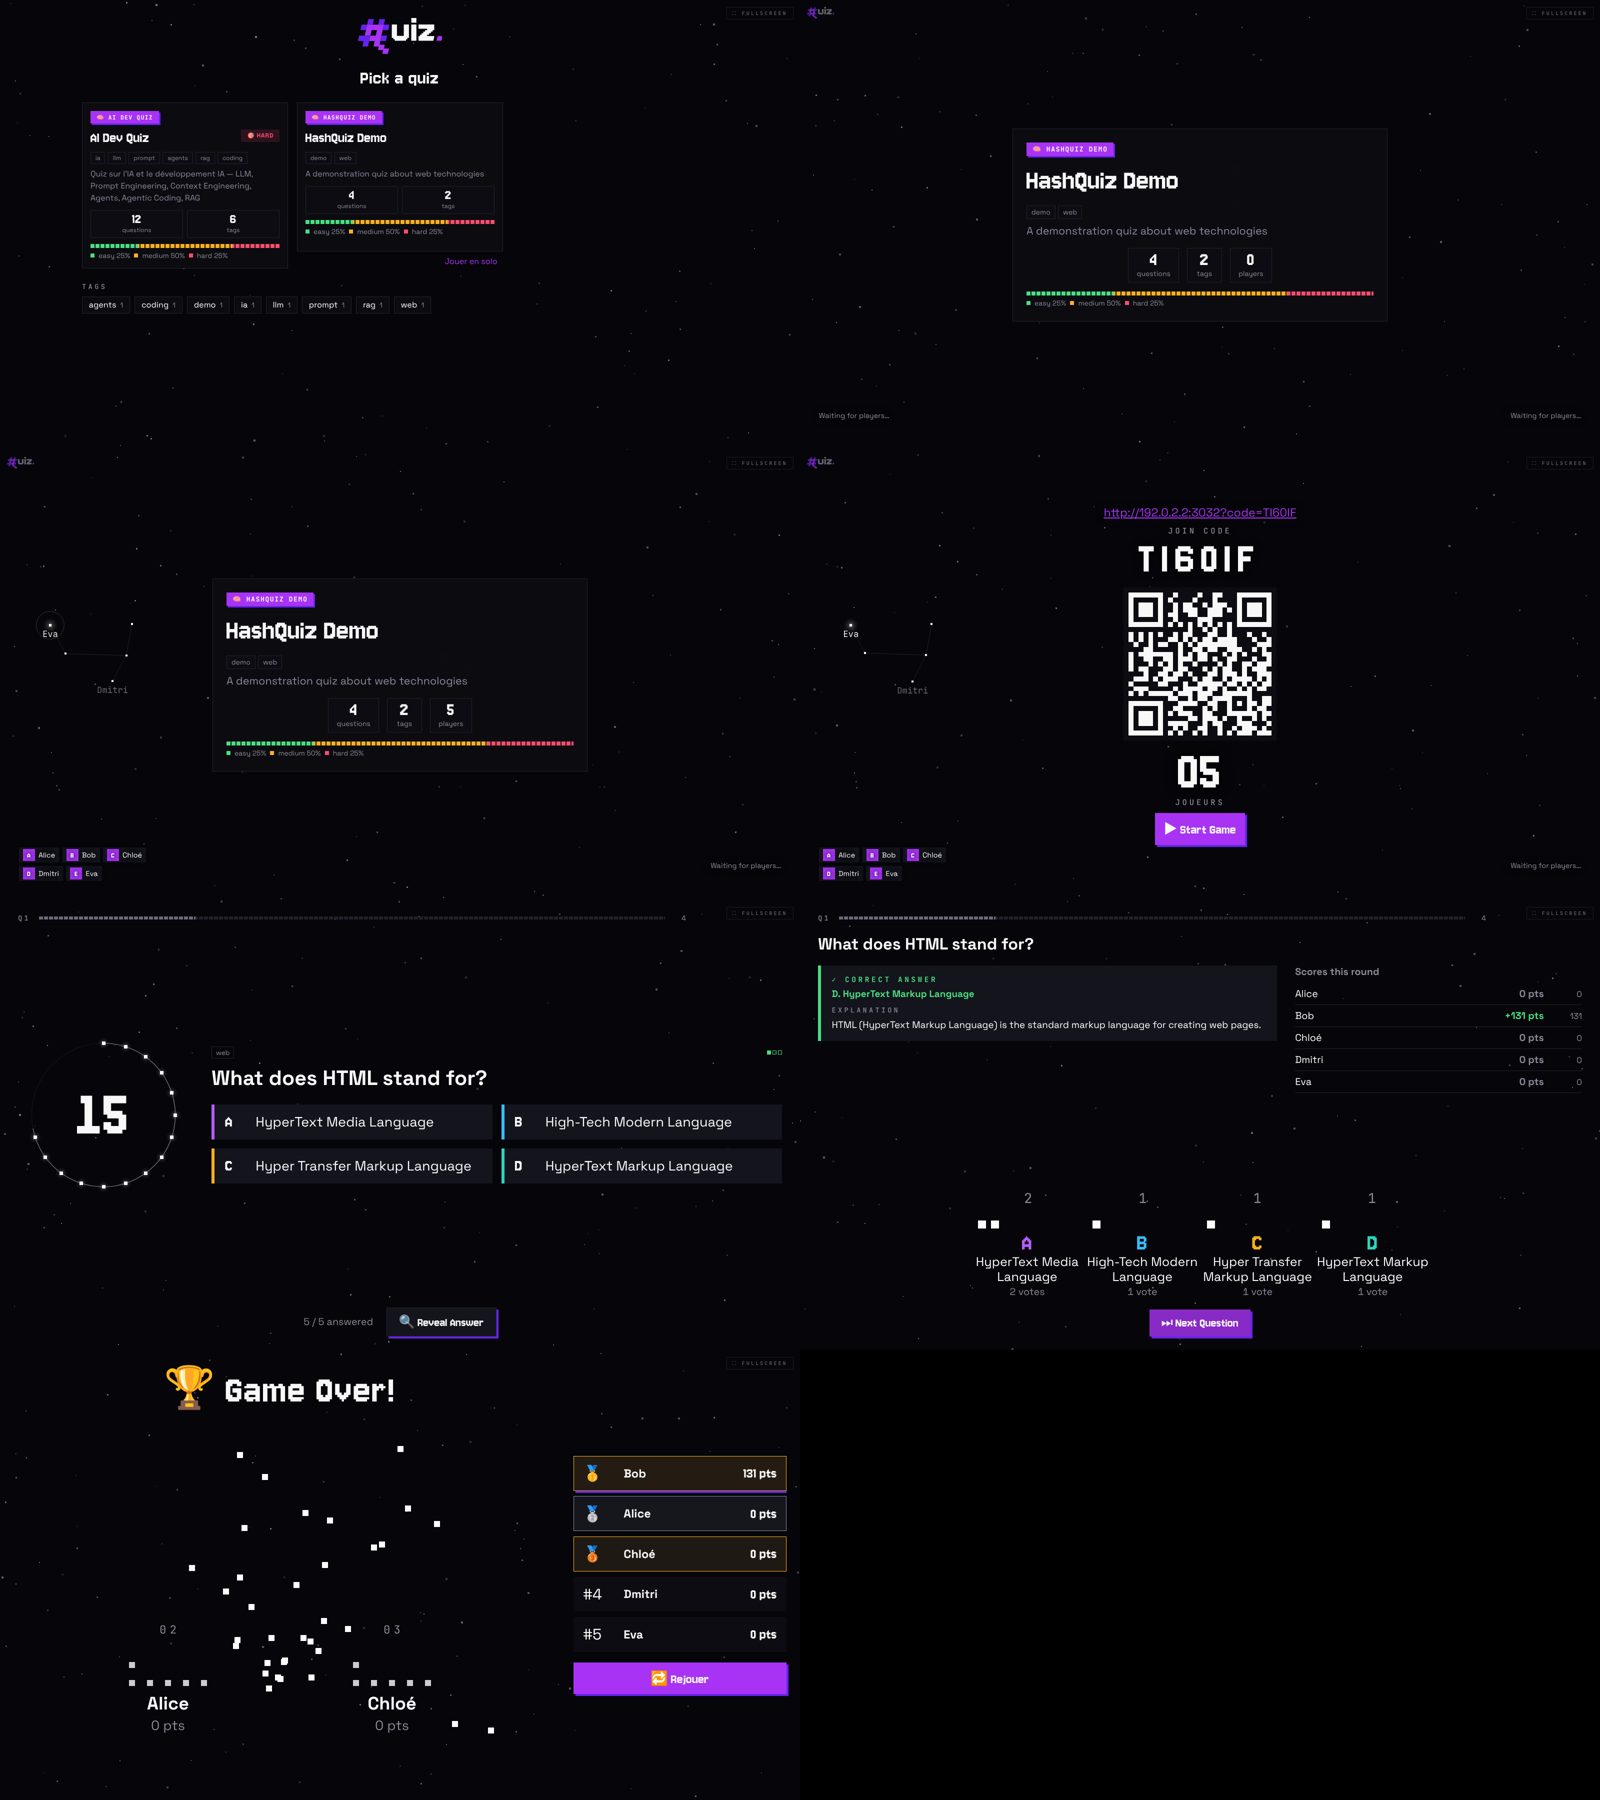 FULLSCREEN
#uiz.
Pick a quiz
🧠 AI DEV QUIZ
AI Dev Quiz
🎯 HARD
ia llm prompt agents rag coding
Quiz sur l'IA et le développement IA — LLM,
Prompt Engineering, Context Engineering,
Agents, Agentic Coding, RAG
12 6
questions tags
easy 25% medium 50% hard 25%
🧠 HASHQUIZ DEMO
HashQuiz Demo
demo web
A demonstration quiz about web technologies
4 2
questions tags
easy 25% medium 50% hard 25%
Jouer en solo
TAGS
agents 1 coding 1 demo 1 ia 1 llm 1 prompt 1 rag 1 web 1
#uiz.
FULLSCREEN
🧠 HASHQUIZ DEMO
HashQuiz Demo
demo web
A demonstration quiz about web technologies
4 2 0
questions tags players
easy 25% medium 50% hard 25%
Waiting for players…
Waiting for players…
#uiz.
FULLSCREEN
Eva
Dmitri
🧠 HASHQUIZ DEMO
HashQuiz Demo
demo web
A demonstration quiz about web technologies
4 2 5
questions tags players
easy 25% medium 50% hard 25%
A Alice B Bob C Chloé
D Dmitri E Eva
Waiting for players…
#uiz.
FULLSCREEN
http://192.0.2.2:3032?code=TI60IF
JOIN CODE
TI60IF
Eva
Dmitri
05
JOUEURS
▶ Start Game
A Alice B Bob C Chloé
D Dmitri E Eva
Waiting for players…
Q1 4
FULLSCREEN
15
web
What does HTML stand for?
A HyperText Media Language
B High-Tech Modern Language
C Hyper Transfer Markup Language
D HyperText Markup Language
5 / 5 answered
🔍 Reveal Answer
Q1 4
FULLSCREEN
What does HTML stand for?
✓ CORRECT ANSWER
D. HyperText Markup Language
EXPLANATION
HTML (HyperText Markup Language) is the standard markup language for creating web pages.
Scores this round
Alice 0 pts 0
Bob +131 pts 131
Chloé 0 pts 0
Dmitri 0 pts 0
Eva 0 pts 0
2 1 1 1
A B C D
HyperText Media High-Tech Modern Hyper Transfer HyperText Markup
Language Language Markup Language Language
2 votes 1 vote 1 vote 1 vote
⏭ Next Question
FULLSCREEN
🏆 Game Over!
02 03
Alice Chloé
0 pts 0 pts
🥇 Bob 131 pts
🥈 Alice 0 pts
🥉 Chloé 0 pts
#4 Dmitri 0 pts
#5 Eva 0 pts
🔁 Rejouer